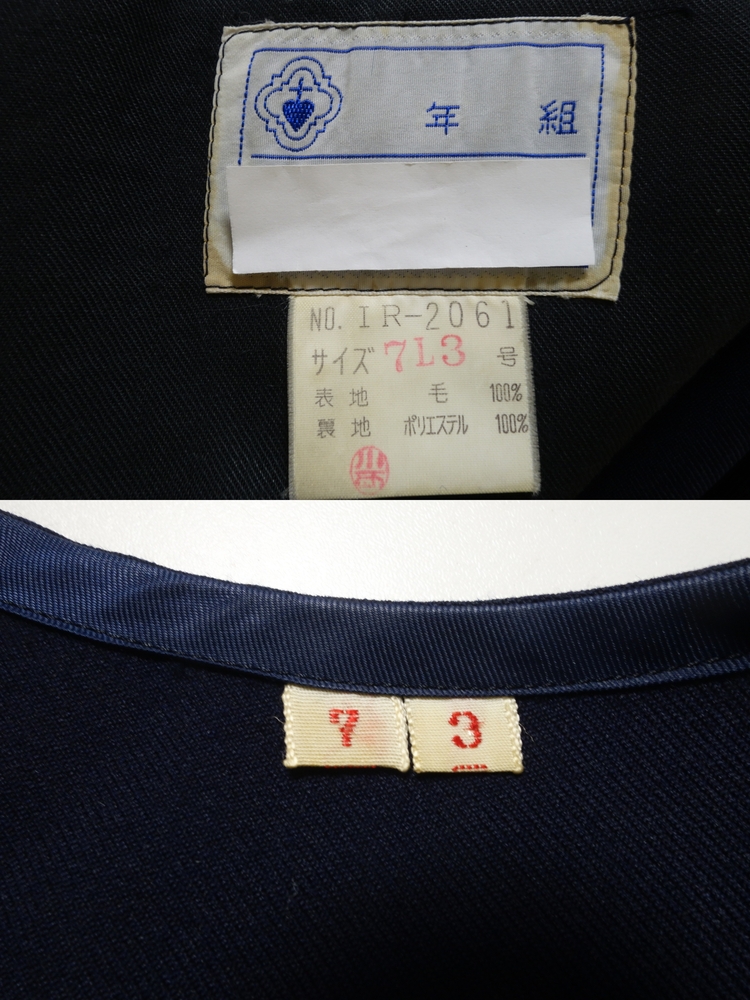 年 組
NO. IR-2061
サイズ 7L3 号
表地 毛 100%
裏地 ポリエステル 100%
7 3